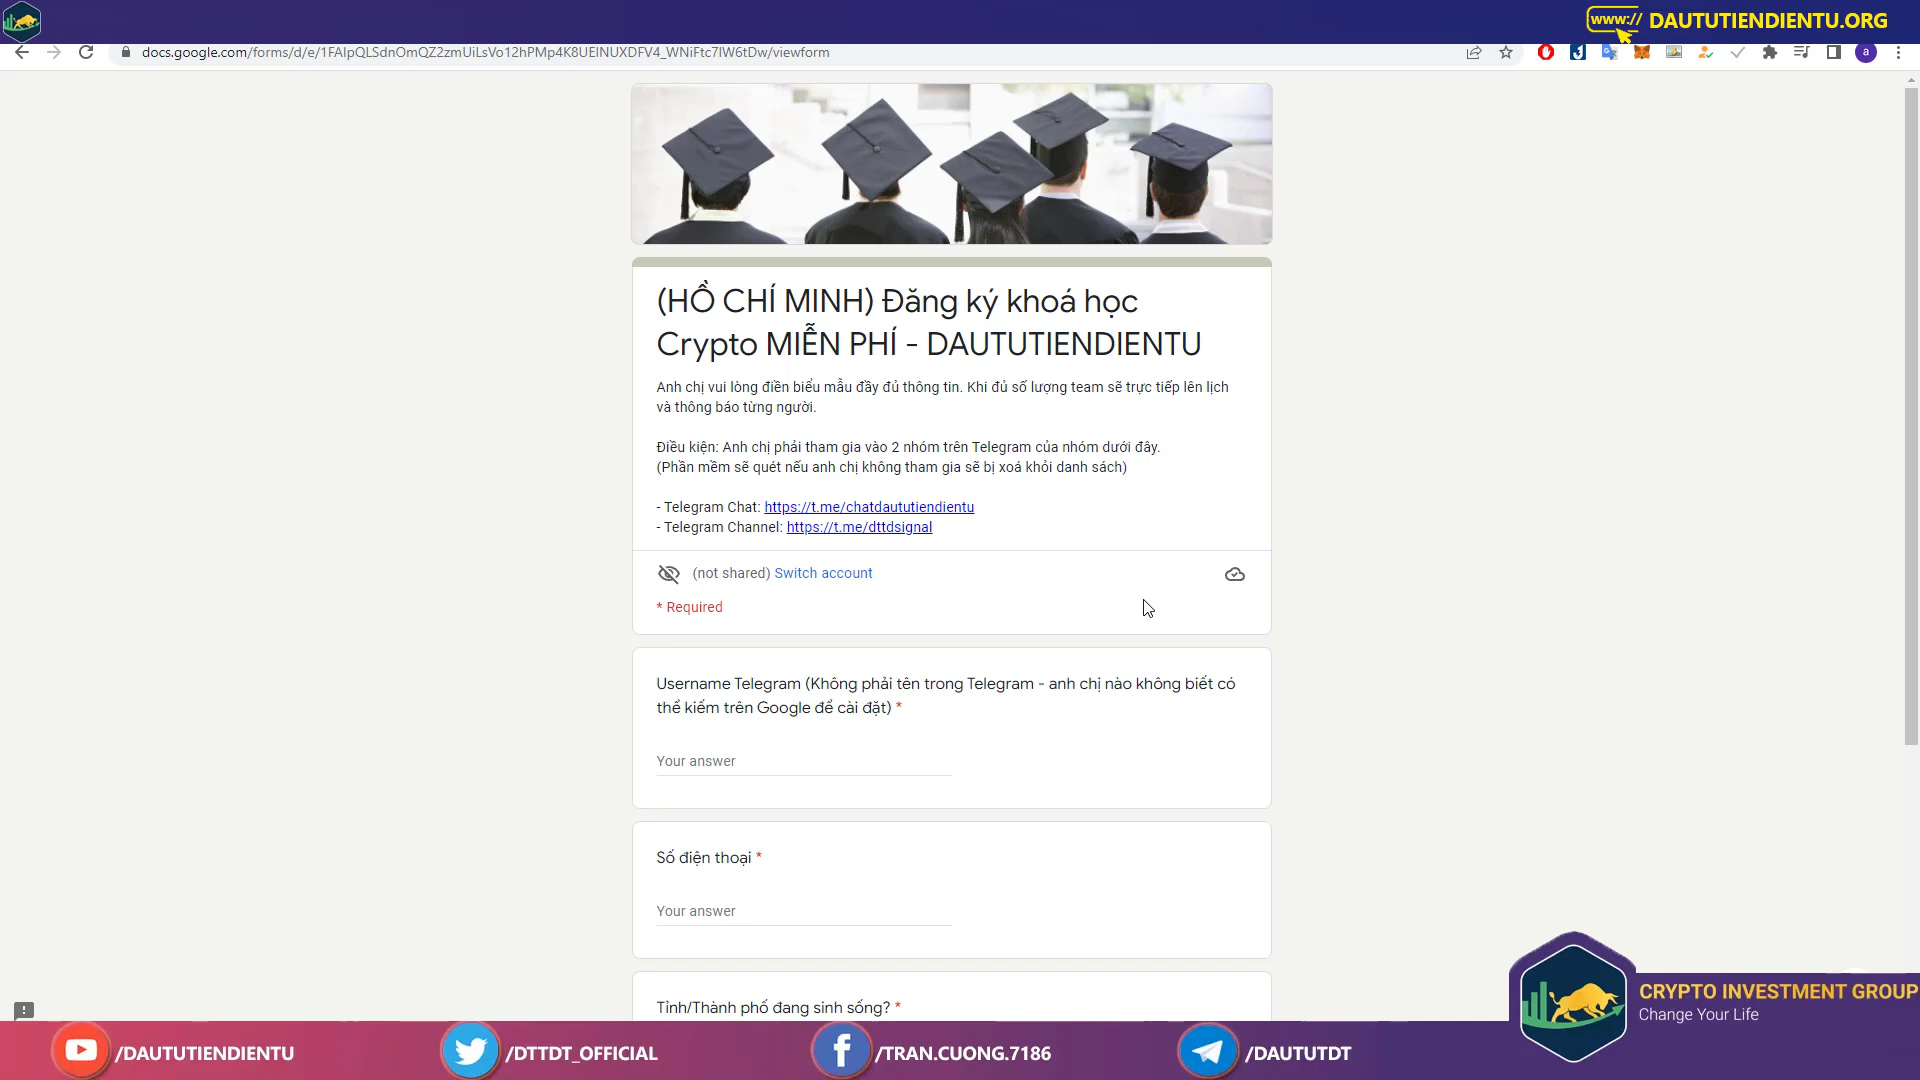 www.// DAUTUTIENDIENTU.ORG
docs.google.com/forms/d/e/1FAIpQLSdnOmQZ2zmUiLsVo12hPMp4K8UEINUXDFV4_WNiFtc7IW6tDw/viewform
a
(HỒ CHÍ MINH) Đăng ký khoá học
Crypto MIỄN PHÍ - DAUTUTIENDIENTU
Anh chị vui lòng điền biểu mẫu đầy đủ thông tin. Khi đủ số lượng team sẽ trực tiếp lên lịch
và thông báo từng người.
Điều kiện: Anh chị phải tham gia vào 2 nhóm trên Telegram của nhóm dưới đây.
(Phần mềm sẽ quét nếu anh chị không tham gia sẽ bị xoá khỏi danh sách)
- Telegram Chat: https://t.me/chatdaututiendientu
- Telegram Channel: https://t.me/dttdsignal
(not shared) Switch account
* Required
Username Telegram (Không phải tên trong Telegram - anh chị nào không biết có
thể kiếm trên Google để cài đặt) *
Your answer
Số điện thoại *
Your answer
Tỉnh/Thành phố đang sinh sống? *
CRYPTO INVESTMENT GROUP
Change Your Life
/DAUTUTIENDIENTU
/DTTDT_OFFICIAL
/TRAN.CUONG.7186
/DAUTUTDT